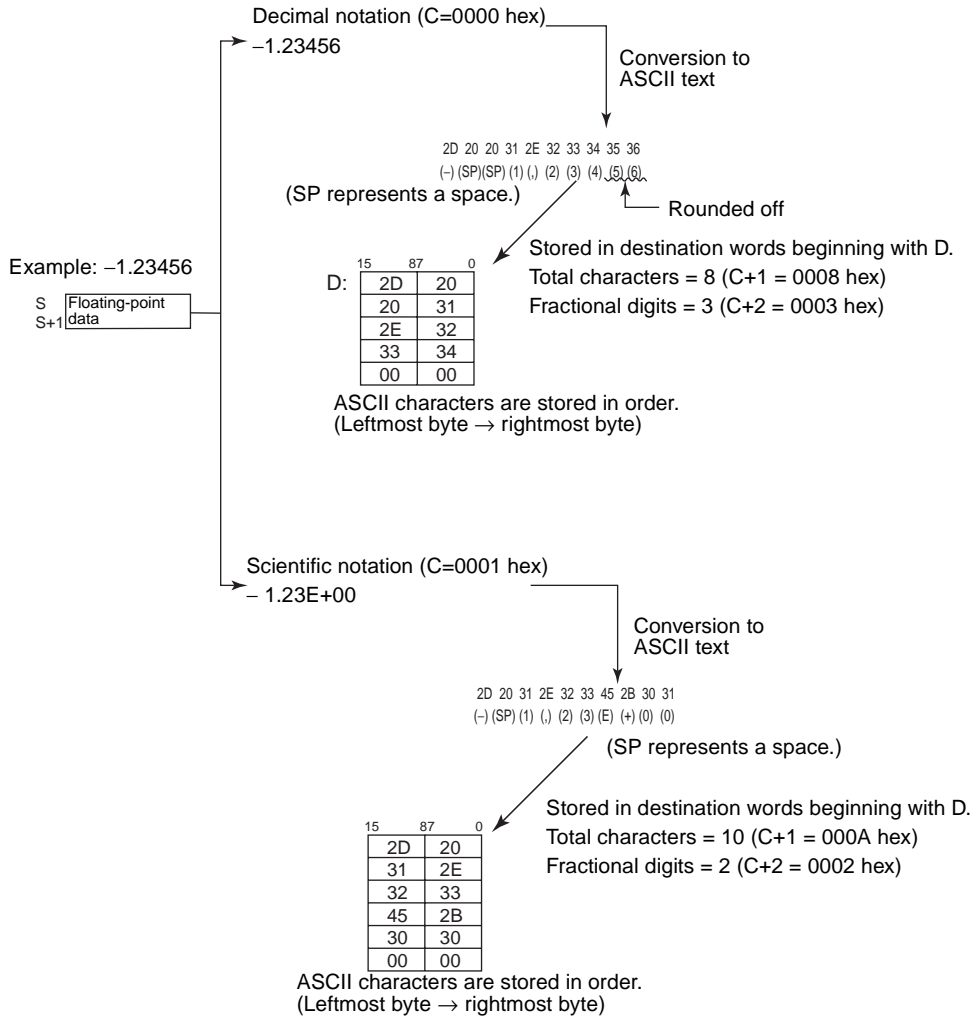 Decimal notation (C=0000 hex)
−1.23456
Conversion to
ASCII text
2D 20 20 31 2E 32 33 34 35 36
(−) (SP)(SP) (1) (,) (2) (3) (4) (5) (6)
(SP represents a space.)
Rounded off
Stored in destination words beginning with D.
Total characters = 8 (C+1 = 0008 hex)
Fractional digits = 3 (C+2 = 0003 hex)
Example: −1.23456
S
S+1
Floating-point
data
15 87 0
D: 2D 20
20 31
2E 32
33 34
00 00
ASCII characters are stored in order.
(Leftmost byte → rightmost byte)
Scientific notation (C=0001 hex)
− 1.23E+00
Conversion to
ASCII text
2D 20 31 2E 32 33 45 2B 30 31
(−) (SP) (1) (,) (2) (3) (E) (+) (0) (0)
(SP represents a space.)
Stored in destination words beginning with D.
Total characters = 10 (C+1 = 000A hex)
Fractional digits = 2 (C+2 = 0002 hex)
15 87 0
2D 20
31 2E
32 33
45 2B
30 30
00 00
ASCII characters are stored in order.
(Leftmost byte → rightmost byte)